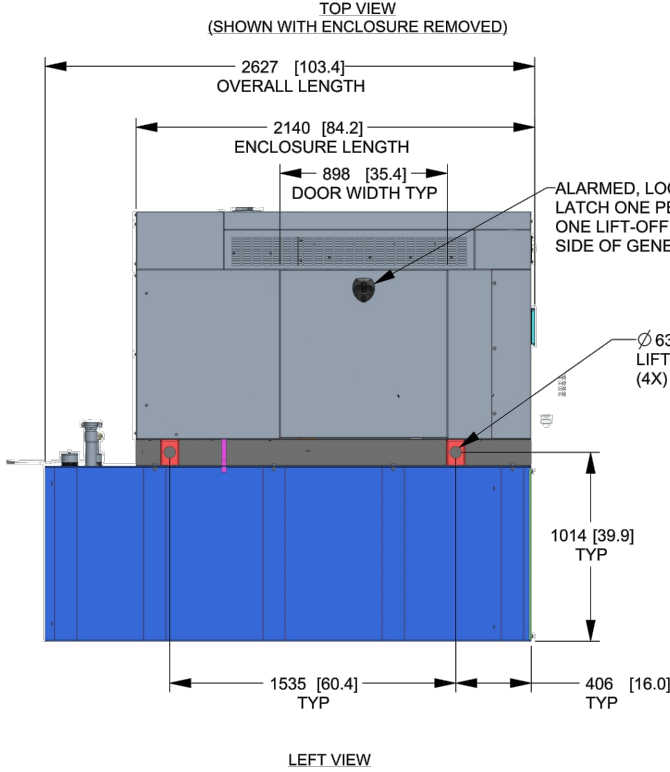 TOP VIEW
(SHOWN WITH ENCLOSURE REMOVED)
2627 [103.4]
OVERALL LENGTH
2140 [84.2]
ENCLOSURE LENGTH
898 [35.4]
DOOR WIDTH TYP
ALARMED, LOC
LATCH ONE PE
ONE LIFT-OFF
SIDE OF GENE
Ø 63
LIFT
(4X)
1014 [39.9]
TYP
1535 [60.4]
TYP
406 [16.0]
TYP
LEFT VIEW